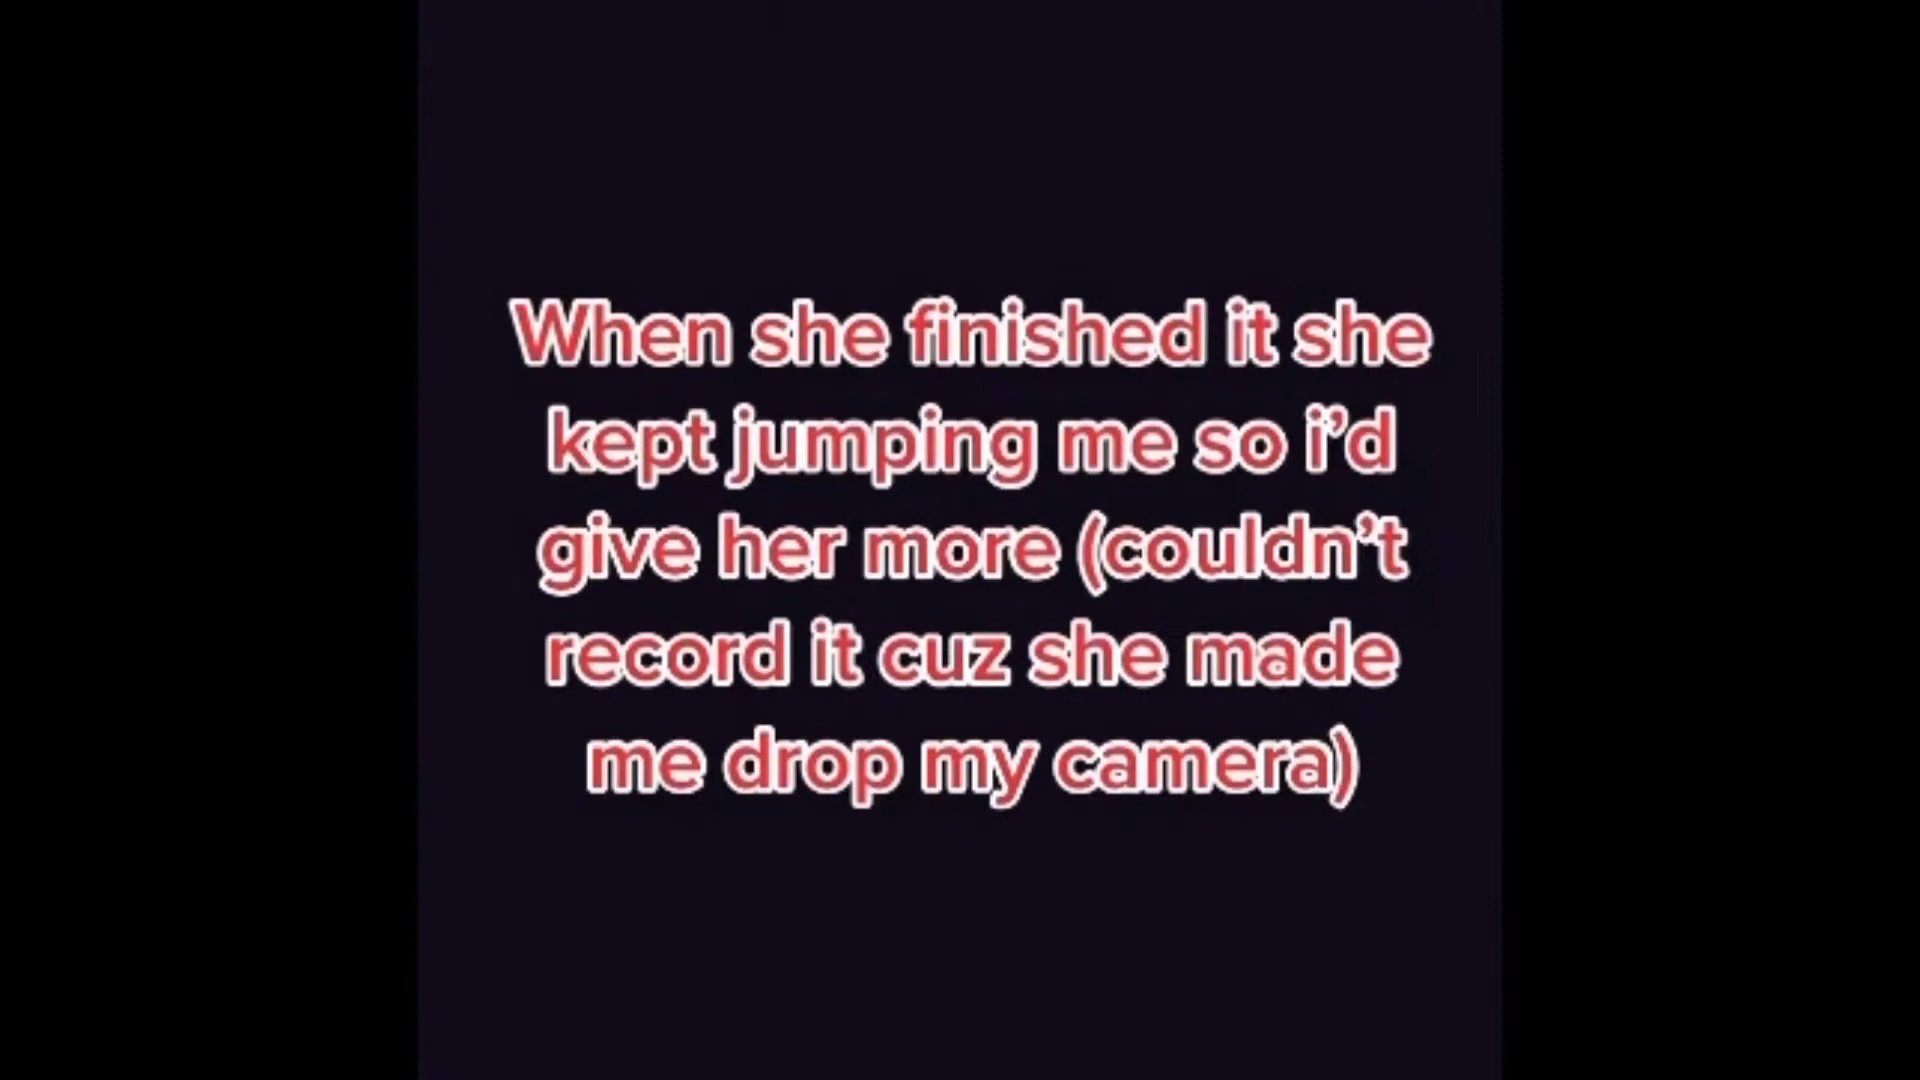 When she finished it she
kept jumping me so i’d
give her more (couldn’t
record it cuz she made
me drop my camera)